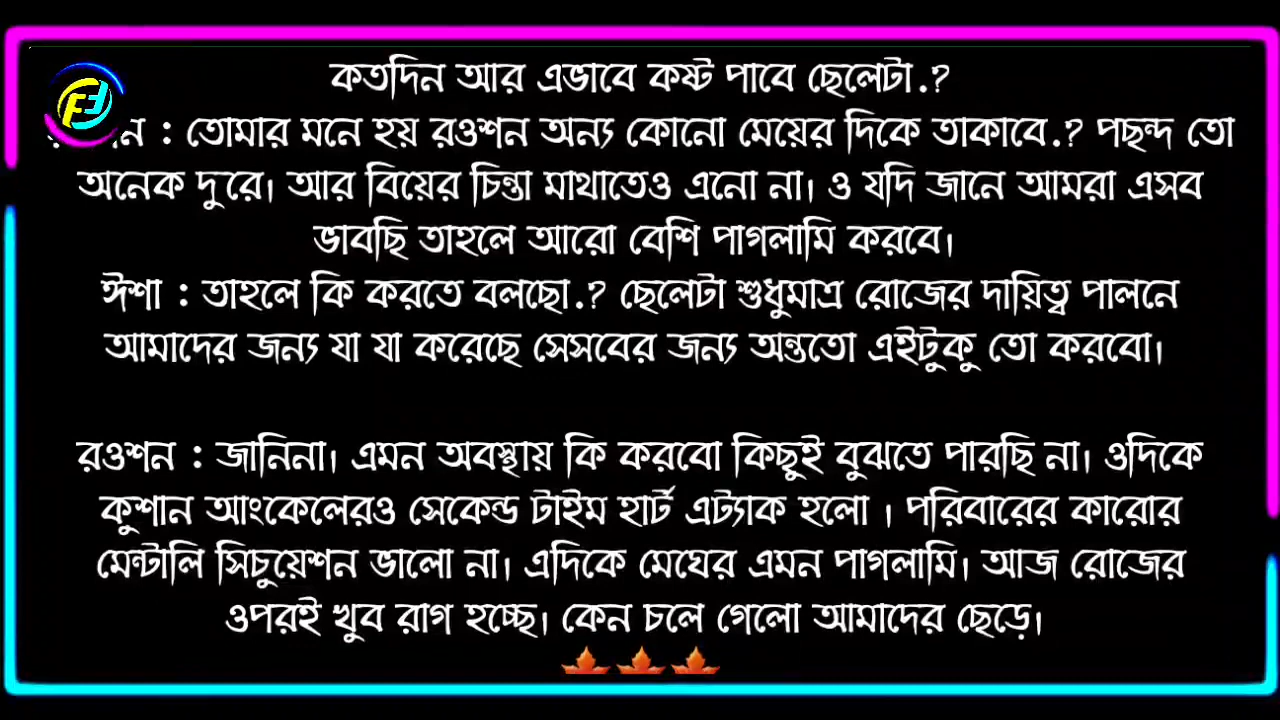 কতদিন আর এভাবে কষ্ট পাবে ছেলেটা.?
: তোমার মনে হয় রওশন অন্য কোনো মেয়ের দিকে তাকাবে.? পছন্দ তো
অনেক দুরে। আর বিয়ের চিন্তা মাথাতেও এনো না। ও যদি জানে আমরা এসব
ভাবছি তাহলে আরো বেশি পাগলামি করবে।
ঈশা : তাহলে কি করতে বলছো.? ছেলেটা শুধুমাত্র রোজের দায়িত্ব পালনে
আমাদের জন্য যা যা করেছে সেসবের জন্য অন্ততো এইটুকু তো করবো।
রওশন : জানিনা। এমন অবস্থায় কি করবো কিছুই বুঝতে পারছি না। ওদিকে
কুশান আংকেলেরও সেকেন্ড টাইম হার্ট এট্যাক হলো । পরিবারের কারোর
মেন্টালি সিচুয়েশন ভালো না। এদিকে মেঘের এমন পাগলামি। আজ রোজের
ওপরই খুব রাগ হচ্ছে। কেন চলে গেলো আমাদের ছেড়ে।